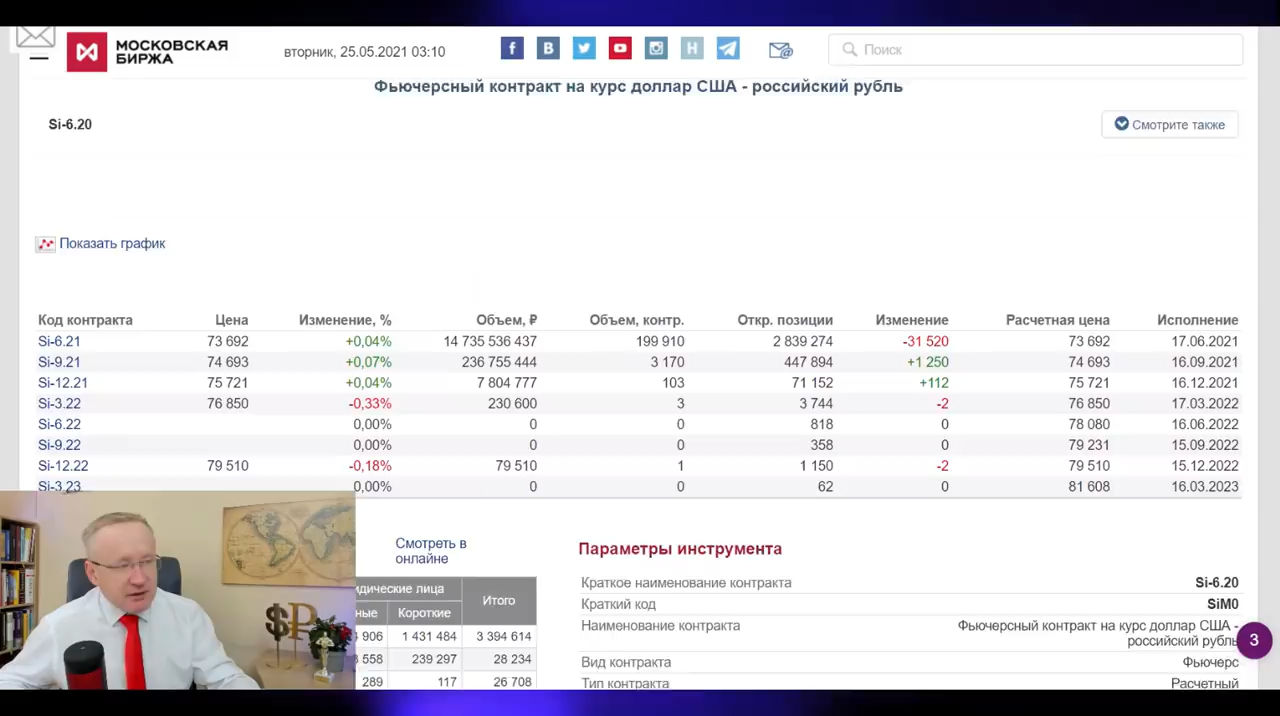 МОСКОВСКАЯ
БИРЖА
вторник, 25.05.2021 03:10
Поиск
Фьючерсный контракт на курс доллар США - российский рубль
Si-6.20
Смотрите также
Показать график
Код контракта Цена Изменение, % Объем, ₽ Объем, контр. Откр. позиции Изменение Расчетная цена Исполнение
Si-6.21 73 692 +0,04% 14 735 536 437 199 910 2 839 274 -31 520 73 692 17.06.2021
Si-9.21 74 693 +0,07% 236 755 444 3 170 447 894 +1 250 74 693 16.09.2021
Si-12.21 75 721 +0,04% 7 804 777 103 71 152 +112 75 721 16.12.2021
Si-3.22 76 850 -0,33% 230 600 3 3 744 -2 76 850 17.03.2022
Si-6.22 0,00% 0 0 818 0 78 080 16.06.2022
Si-9.22 0,00% 0 0 358 0 79 231 15.09.2022
Si-12.22 79 510 -0,18% 79 510 1 1 150 -2 79 510 15.12.2022
Si-3.23 0,00% 0 0 62 0 81 608 16.03.2023
Смотреть в
онлайне
идические лица Итого
ные Короткие
906 1 431 484 3 394 614
558 239 297 28 234
289 117 26 708
Параметры инструмента
Краткое наименование контракта Si-6.20
Краткий код SiM0
Наименование контракта Фьючерсный контракт на курс доллар США -
российский рубль
Вид контракта Фьючерс
Тип контракта Расчетный
3
$₽